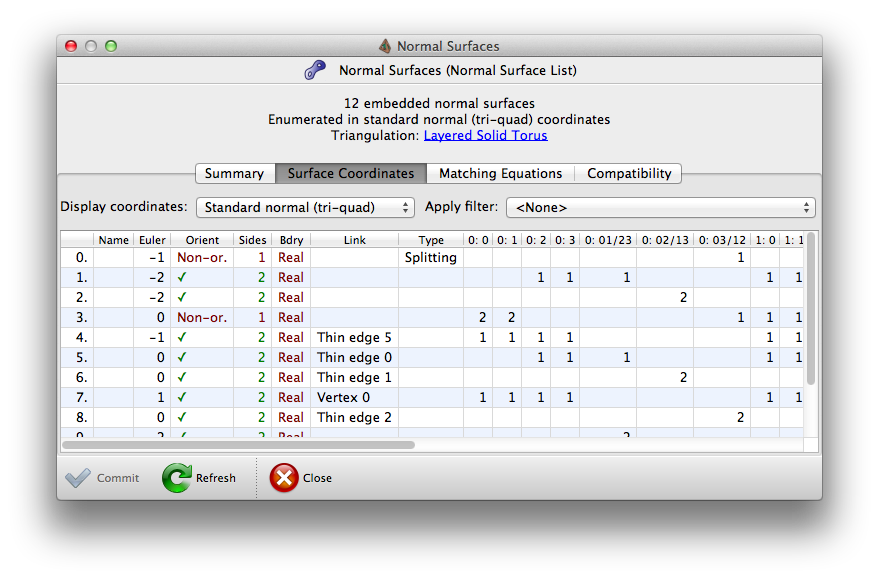 Normal Surfaces
Normal Surfaces (Normal Surface List)
12 embedded normal surfaces
Enumerated in standard normal (tri-quad) coordinates
Triangulation: Layered Solid Torus
Summary Surface Coordinates Matching Equations Compatibility
Display coordinates: Standard normal (tri-quad) Apply filter: <None>
Name Euler Orient Sides Bdry Link Type 0: 0 0: 1 0: 2 0: 3 0: 01/23 0: 02/13 0: 03/12 1: 0 1: 1
0. -1 Non-or. 1 Real Splitting 1
1. -2 ✓ 2 Real 1 1 1 1 1
2. -2 ✓ 2 Real 2
3. 0 Non-or. 1 Real 2 2 1 1 1
4. -1 ✓ 2 Real Thin edge 5 1 1 1 1 1 1
5. 0 ✓ 2 Real Thin edge 0 1 1 1 1 1
6. 0 ✓ 2 Real Thin edge 1 2
7. 1 ✓ 2 Real Vertex 0 1 1 1 1 1 1
8. 0 ✓ 2 Real Thin edge 2 2
Commit Refresh Close